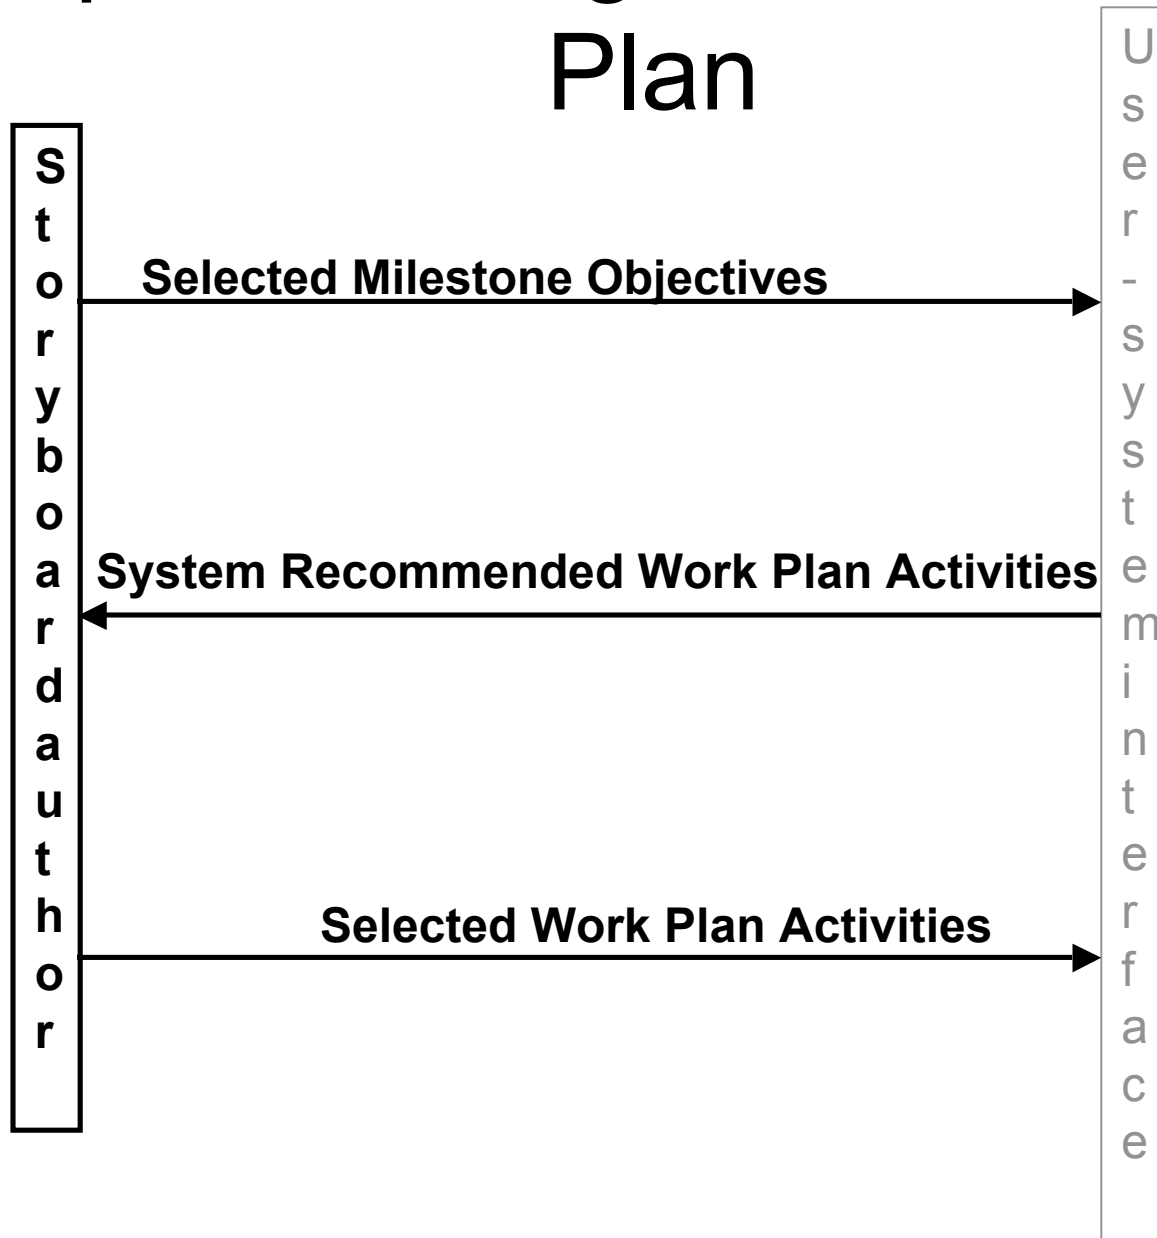 Plan
Storyboardauthor
Selected Milestone Objectives
System Recommended Work Plan Activities
Selected Work Plan Activities
User-systeminterface